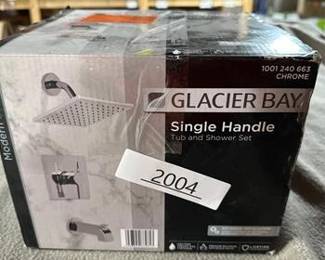 1001 240 663
CHROME
GLACIER BAY
Modern
Single Handle
Tub and Shower Set
2004